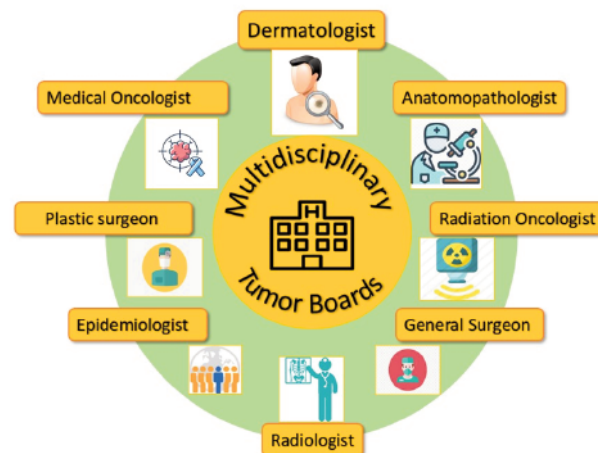 Dermatologist
Medical Oncologist
Anatomopathologist
Multidisciplinary
H
Plastic surgeon
Radiation Oncologist
Tumor Boards
Epidemiologist
General Surgeon
Radiologist